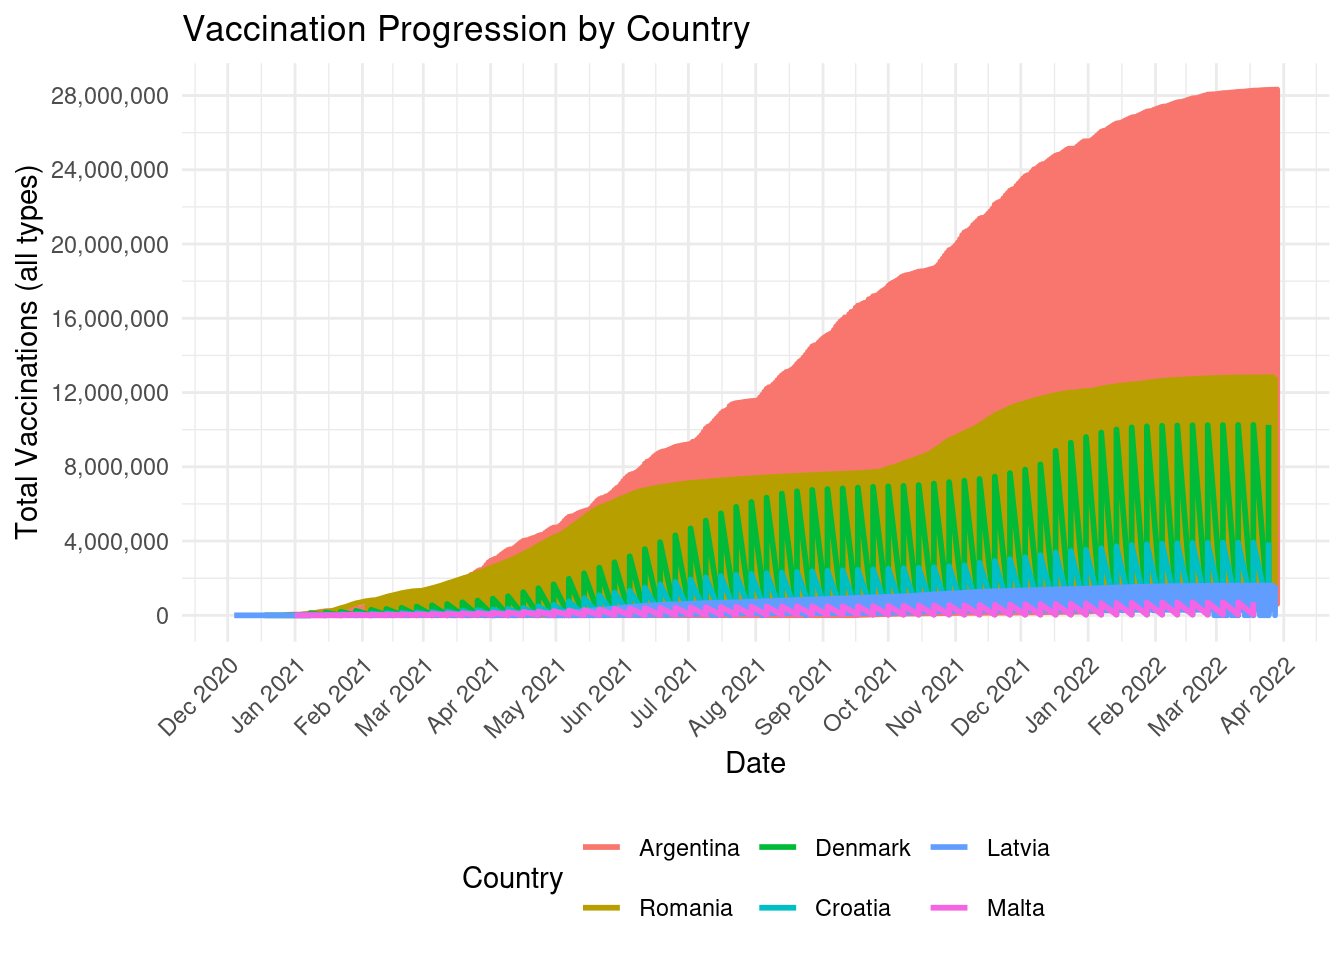 Vaccination Progression by Country
Total Vaccinations (all types)
28,000,000
24,000,000
20,000,000
16,000,000
12,000,000
8,000,000
4,000,000
0
Dec 2020
Jan 2021
Feb 2021
Mar 2021
Apr 2021
May 2021
Jun 2021
Jul 2021
Aug 2021
Sep 2021
Oct 2021
Nov 2021
Dec 2021
Jan 2022
Feb 2022
Mar 2022
Apr 2022
Date
Country
Argentina
Denmark
Latvia
Romania
Croatia
Malta